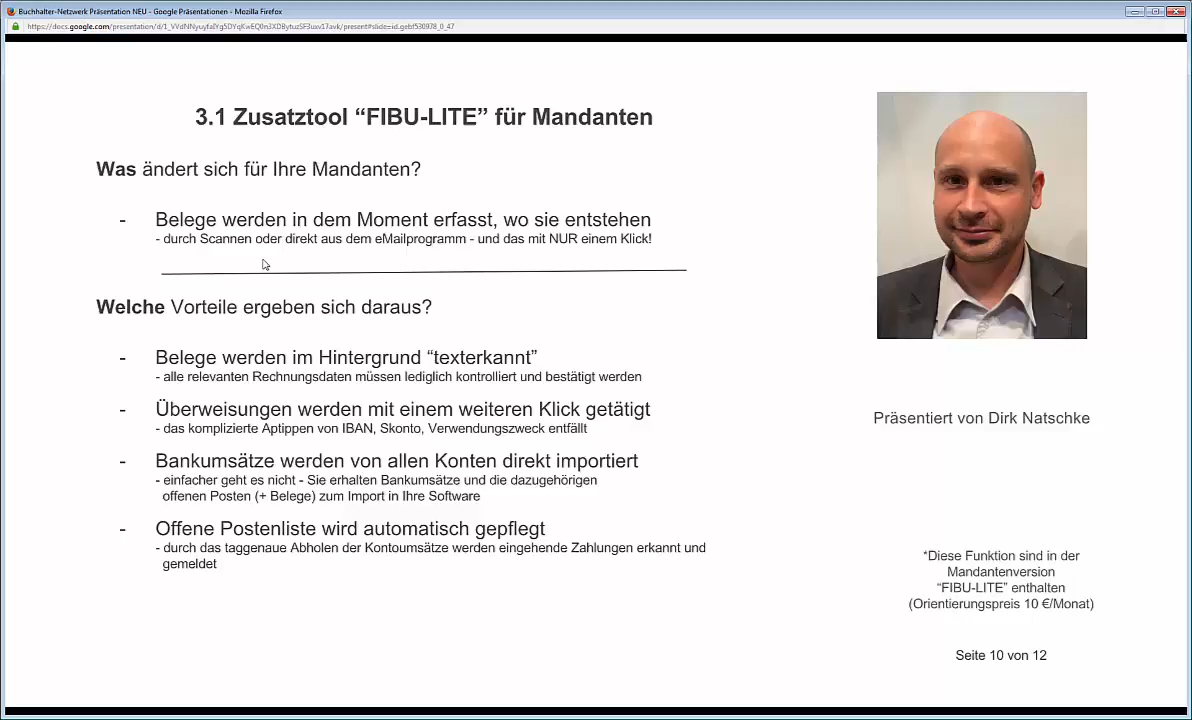 Buchhalter-Netzwerk Präsentation NEU - Google Präsentationen - Mozilla Firefox
3.1 Zusatztool “FIBU-LITE” für Mandanten
Was ändert sich für Ihre Mandanten?
- Belege werden in dem Moment erfasst, wo sie entstehen
- durch Scannen oder direkt aus dem eMailprogramm - und das mit NUR einem Klick!
Welche Vorteile ergeben sich daraus?
- Belege werden im Hintergrund “texterkannt”
- alle relevanten Rechnungsdaten müssen lediglich kontrolliert und bestätigt werden
- Überweisungen werden mit einem weiteren Klick getätigt
- das komplizierte Aptippen von IBAN, Skonto, Verwendungszweck entfällt
- Bankumsätze werden von allen Konten direkt importiert
- einfacher geht es nicht - Sie erhalten Bankumsätze und die dazugehörigen
offenen Posten (+ Belege) zum Import in Ihre Software
- Offene Postenliste wird automatisch gepflegt
- durch das taggenaue Abholen der Kontoumsätze werden eingehende Zahlungen erkannt und
gemeldet
Präsentiert von Dirk Natschke
*Diese Funktion sind in der
Mandantenversion
“FIBU-LITE” enthalten
(Orientierungspreis 10 €/Monat)
Seite 10 von 12